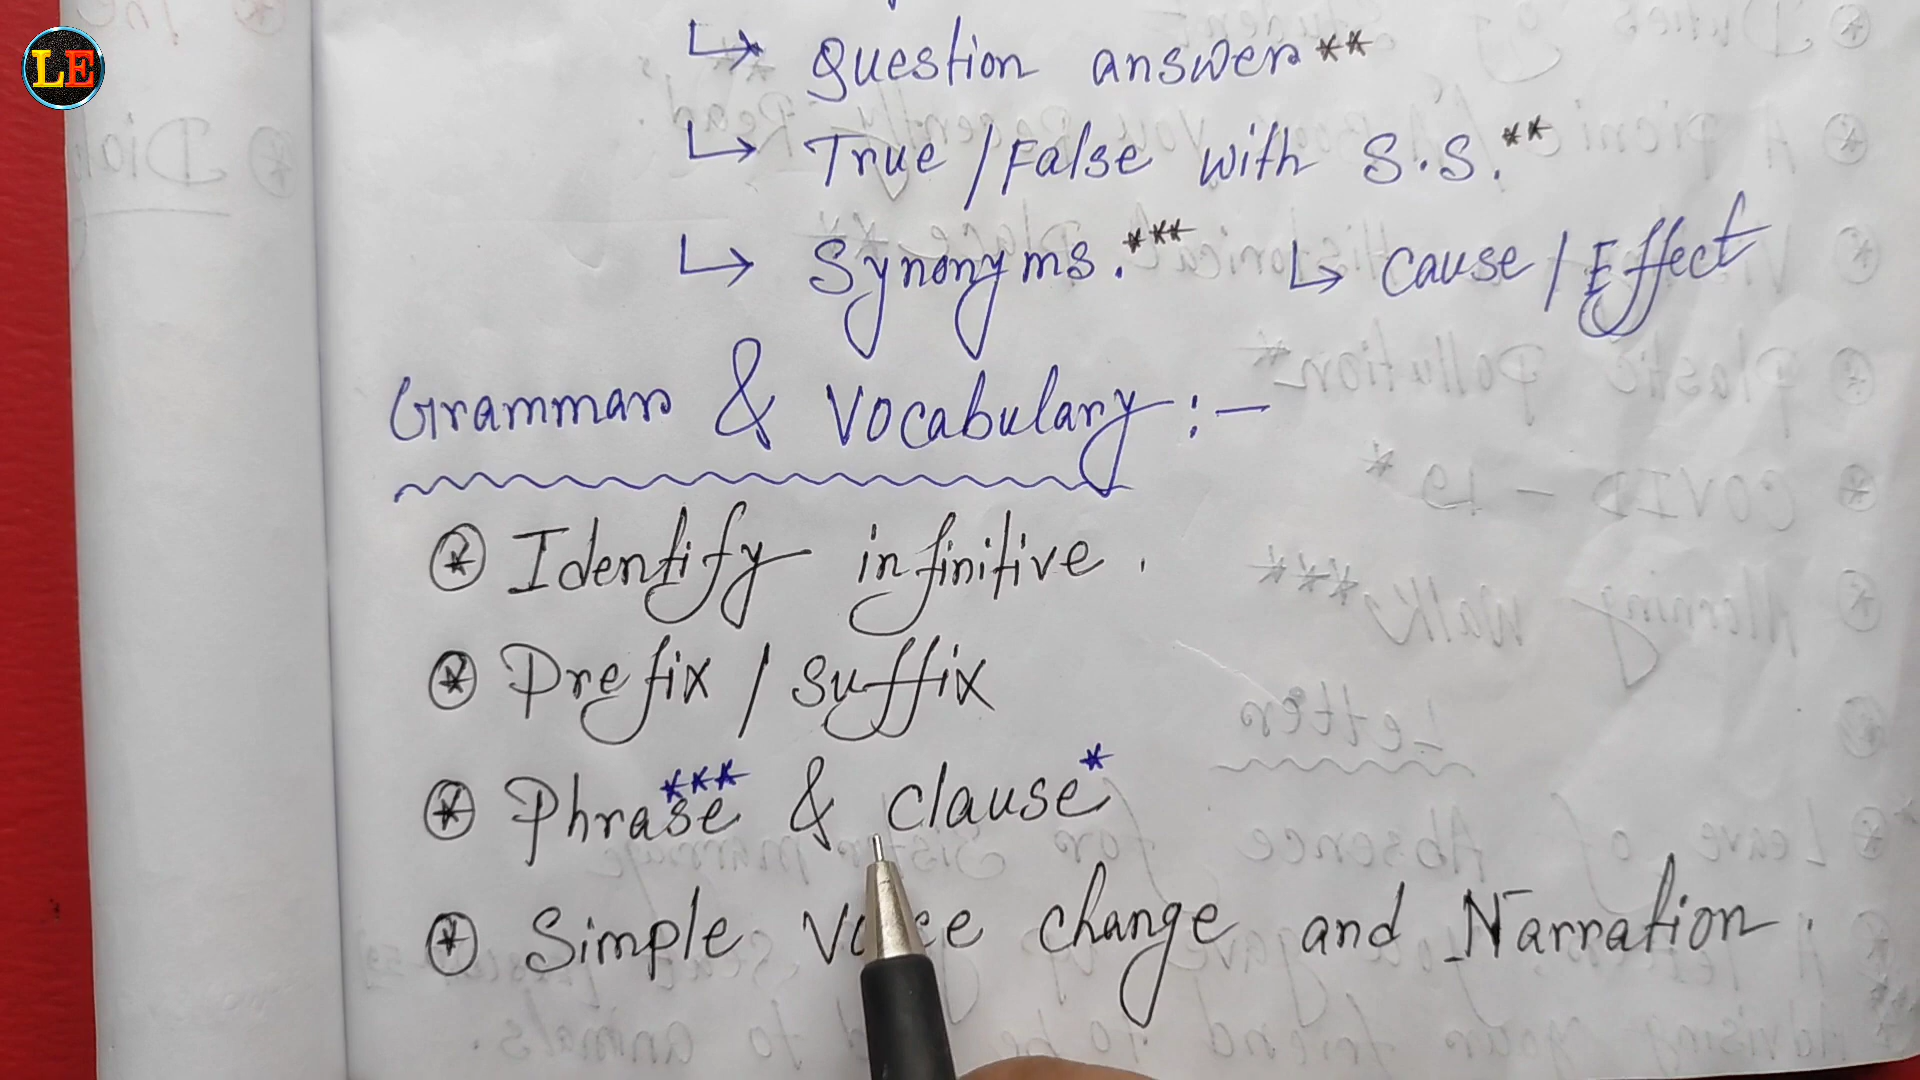 LE
↳ Question answer**
↳ True / False with S.S.**
↳ Synonyms.*** ↳ Cause / Effect
Grammar & Vocabulary :-
⊛ Identify infinitive.
⊛ Prefix / Suffix
⊛ Phrase*** & clause*
⊛ Simple Voice change and Narration.